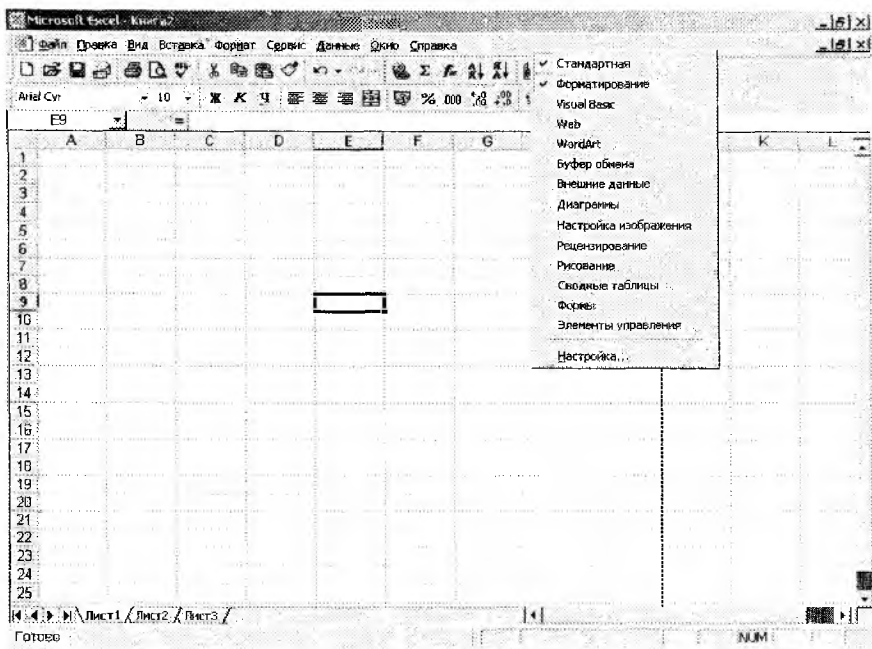 Microsoft Excel - Книга2
Файл Правка Вид Вставка Формат Сервис Данные Окно Справка
Arial Cyr 10 Ж К Ч % 000
E9 =
A B C D E F G K L
1
2
3
4
5
6
7
8
9
10
11
12
13
14
15
16
17
18
19
20
21
22
23
24
25
Стандартная
Форматирование
Visual Basic
Web
WordArt
Буфер обмена
Внешние данные
Диаграммы
Настройка изображения
Рецензирование
Рисование
Сводные таблицы
Формы
Элементы управления
Настройка...
Лист1 Лист2 Лист3
Готово NUM